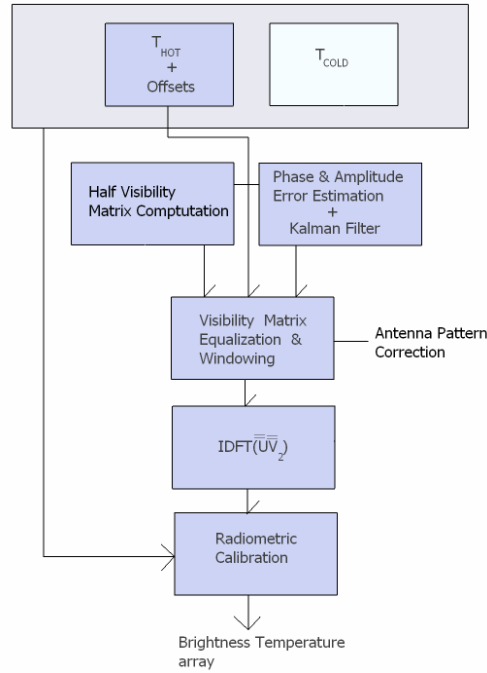 T_HOT
+
Offsets
T_COLD
Half Visibility
Matrix Comptutation
Phase & Amplitude
Error Estimation
+
Kalman Filter
Visibility Matrix
Equalization &
Windowing
Antenna Pattern
Correction
IDFT(U̿V̿_Z)
Radiometric
Calibration
Brightness Temperature
array